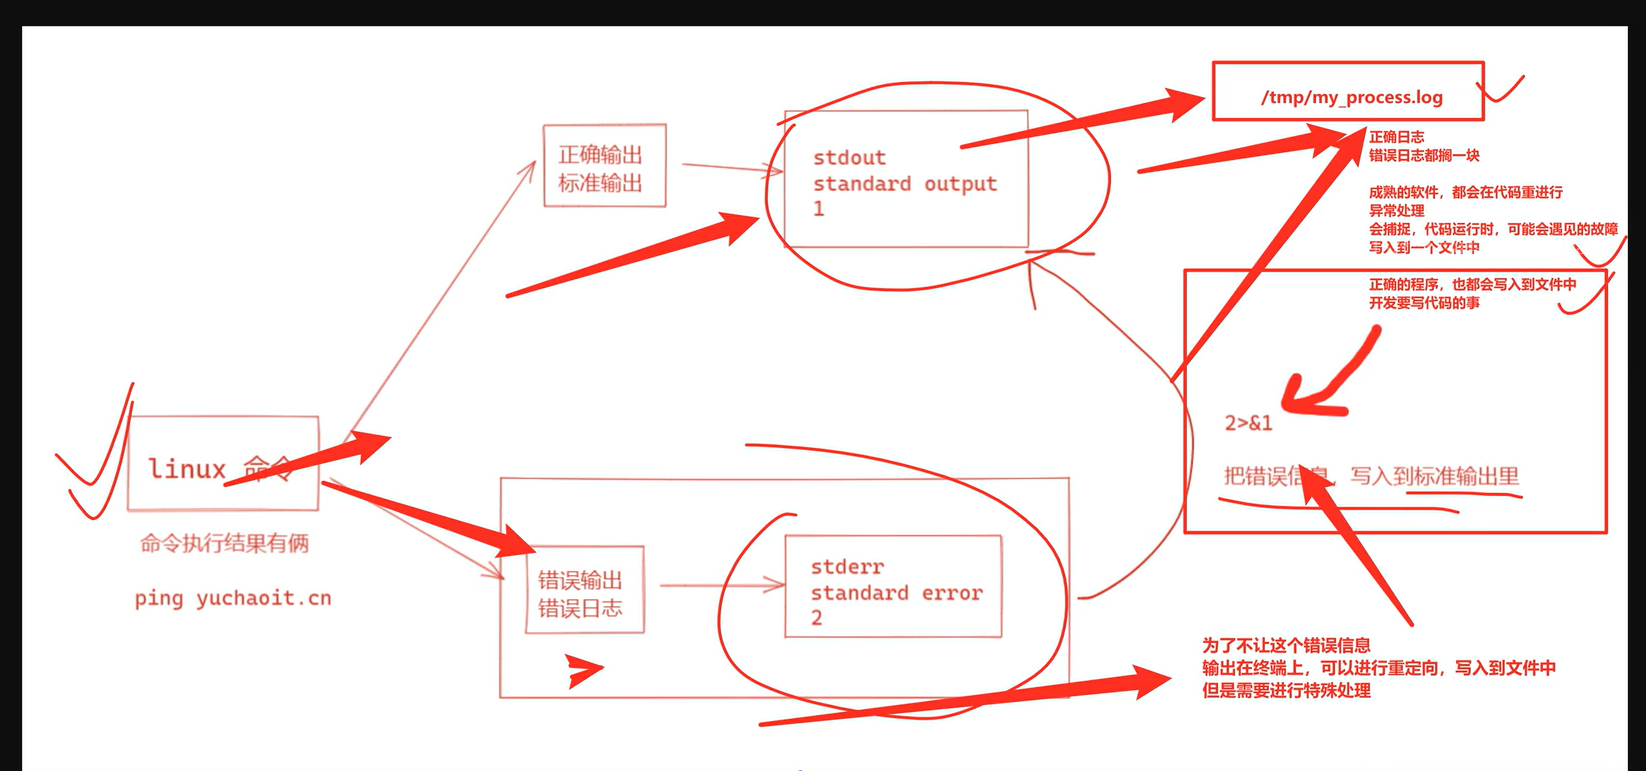 /tmp/my_process.log
正确日志
错误日志都搁一块
成熟的软件，都会在代码重进行
异常处理
会捕捉，代码运行时，可能会遇见的故障
写入到一个文件中
正确的程序，也都会写入到文件中
开发要写代码的事
正确输出
标准输出
stdout
standard output
1
linux 命令
命令执行结果有俩
ping yuchaoit.cn
错误输出
错误日志
stderr
standard error
2
2>&1
把错误信息，写入到标准输出里
为了不让这个错误信息
输出在终端上，可以进行重定向，写入到文件中
但是需要进行特殊处理